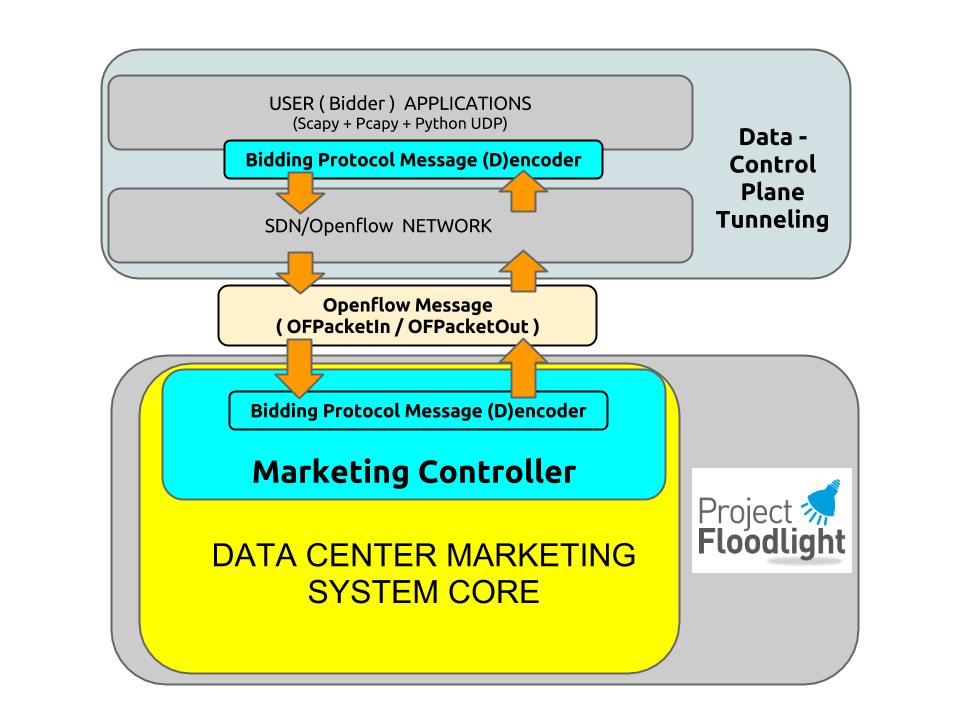 USER ( Bidder ) APPLICATIONS
(Scapy + Pcapy + Python UDP)
Bidding Protocol Message (D)encoder
SDN/Openflow NETWORK
Data -
Control
Plane
Tunneling
Openflow Message
( OFPacketIn / OFPacketOut )
Bidding Protocol Message (D)encoder
Marketing Controller
DATA CENTER MARKETING
SYSTEM CORE
Project
Floodlight